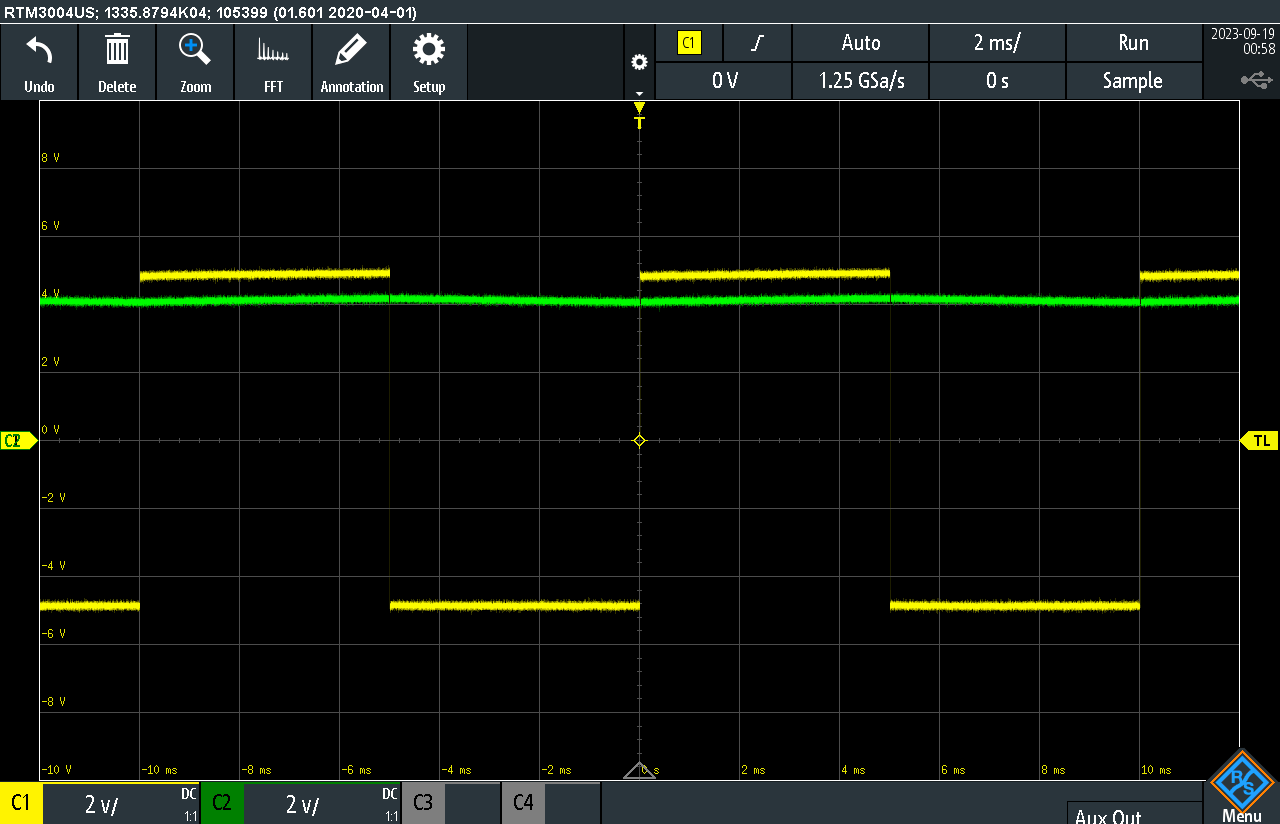 RTM3004US; 1335.8794K04; 105399 (01.601 2020-04-01)
Undo
Delete
Zoom
FFT
Annotation
Setup
C1
Auto
2 ms/
Run
0 V
1.25 GSa/s
0 s
Sample
2023-09-19
00:58
T
8 V
6 V
4 V
2 V
0 V
-2 V
-4 V
-6 V
-8 V
-10 V
TL
-10 ms
-8 ms
-6 ms
-4 ms
-2 ms
0 s
2 ms
4 ms
6 ms
8 ms
10 ms
C1
2 V/
DC
1:1
C2
2 V/
DC
1:1
C3
C4
Aux Out
R S
Menu